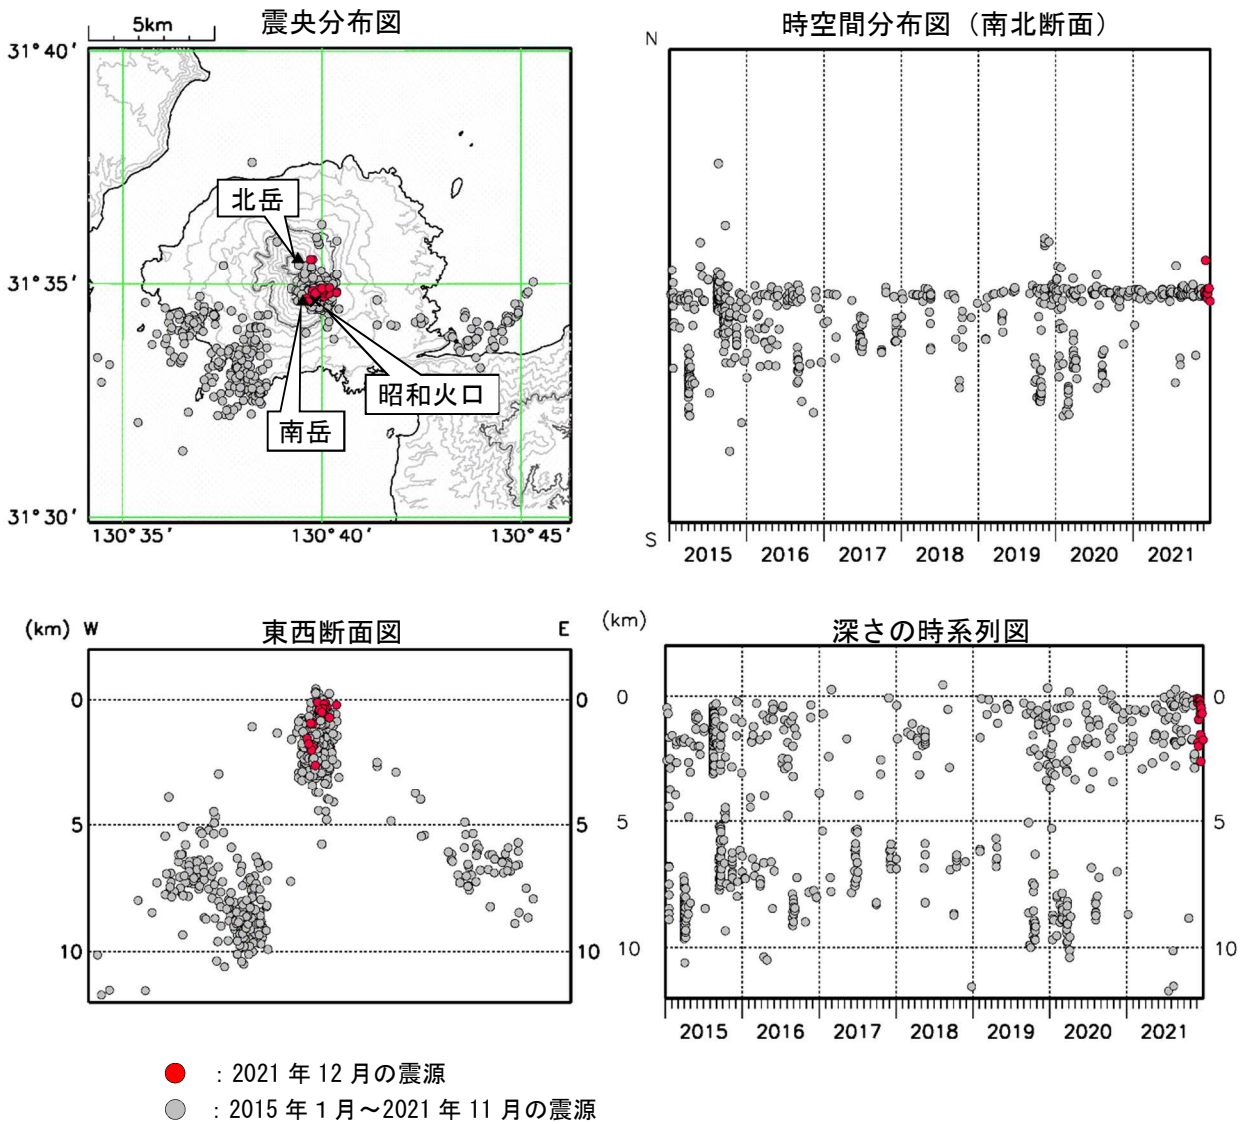 震央分布図
5km
31°40′
31°35′
31°30′
130°35′
130°40′
130°45′
北岳
昭和火口
南岳
時空間分布図（南北断面）
N
S
2015 2016 2017 2018 2019 2020 2021
東西断面図
(km) W
E
0 0
5 5
10 10
深さの時系列図
(km)
0 0
5 5
10 10
2015 2016 2017 2018 2019 2020 2021
：2021 年 12 月の震源
：2015 年 1 月～2021 年 11 月の震源